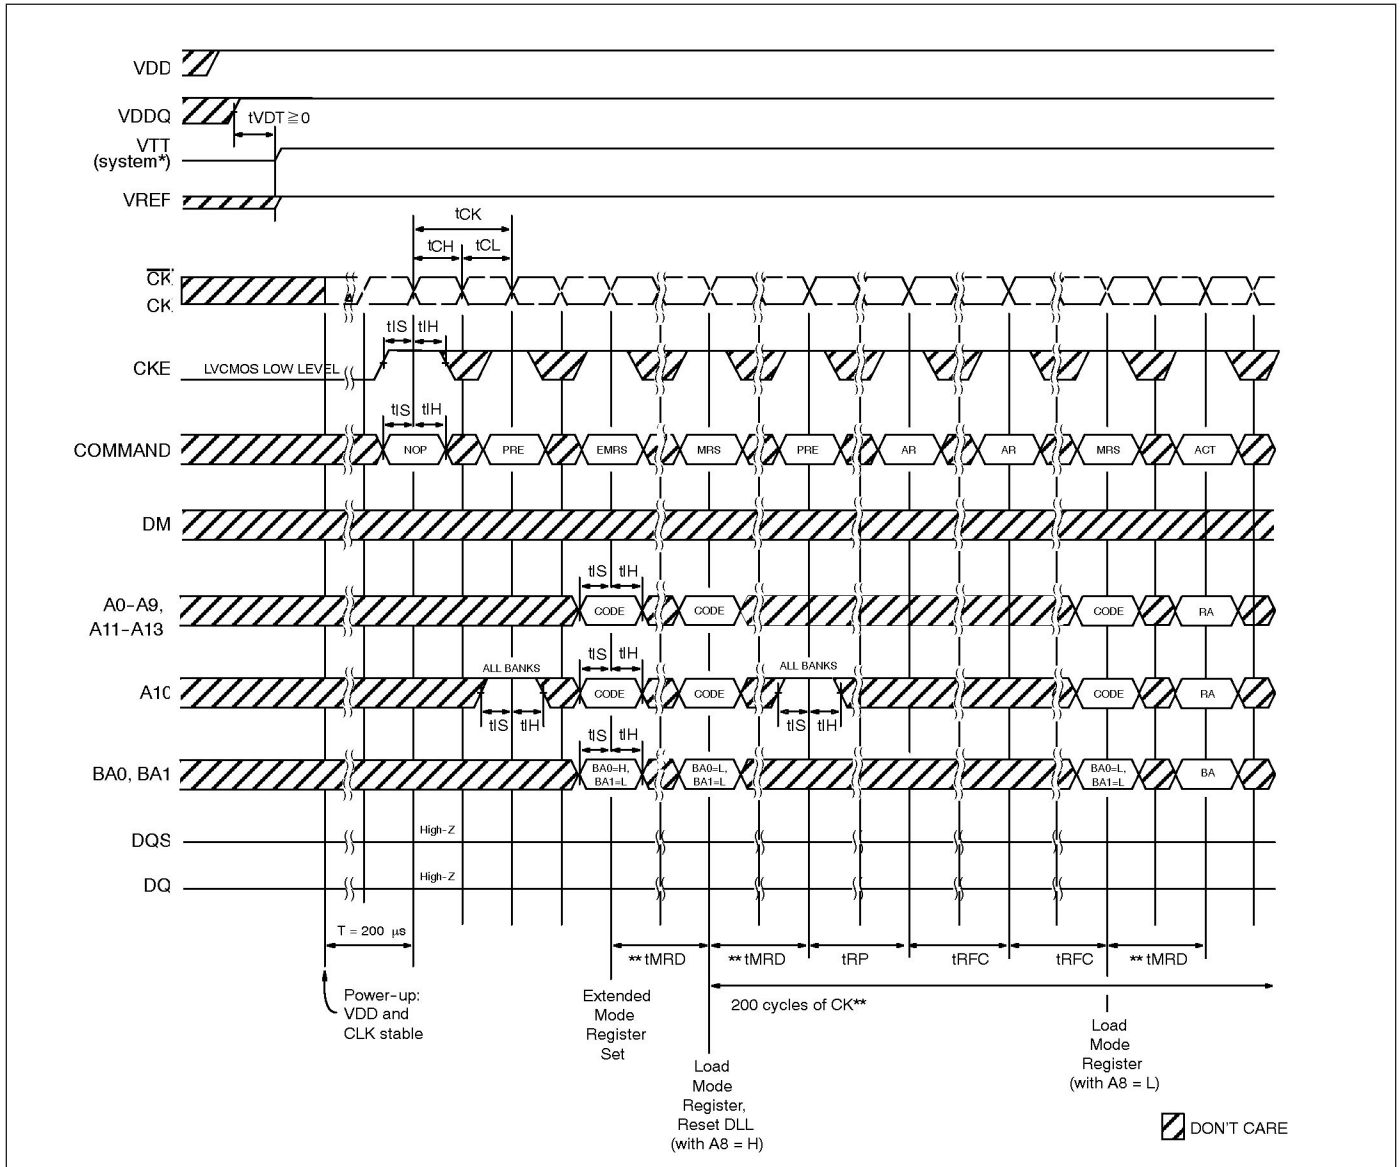 VDD
VDDQ
tVDT ≧ 0
VTT
(system*)
VREF
tCK
tCH
tCL
CK
CK
tIS
tIH
CKE
LVCMOS LOW LEVEL
tIS
tIH
COMMAND
NOP
PRE
EMRS
MRS
PRE
AR
AR
MRS
ACT
DM
tIS
tIH
A0-A9,
A11-A13
CODE
CODE
CODE
RA
ALL BANKS
tIS
tIH
ALL BANKS
A10
CODE
CODE
CODE
RA
tIS
tIH
tIS
tIH
tIS
tIH
BA0, BA1
BA0=H,
BA1=L
BA0=L,
BA1=L
BA0=L,
BA1=L
BA
DQS
High-Z
DQ
High-Z
T = 200 μs
** tMRD
** tMRD
tRP
tRFC
tRFC
** tMRD
Power-up:
VDD and
CLK stable
Extended
Mode
Register
Set
200 cycles of CK**
Load
Mode
Register,
Reset DLL
(with A8 = H)
Load
Mode
Register
(with A8 = L)
DON'T CARE